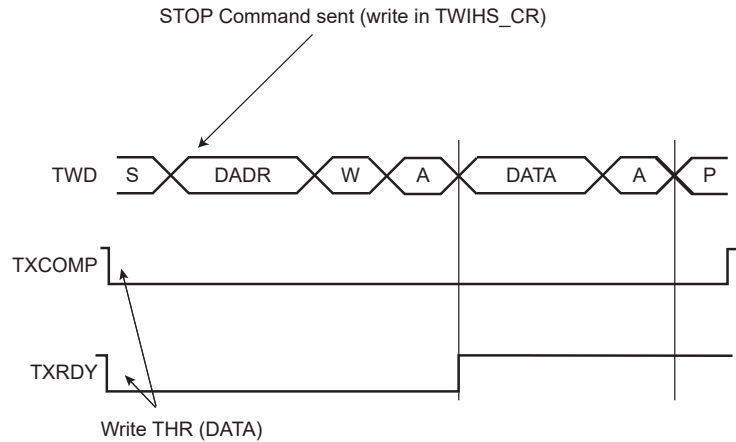 STOP Command sent (write in TWIHS_CR)
TWD S DADR W A DATA A P
TXCOMP
TXRDY
Write THR (DATA)